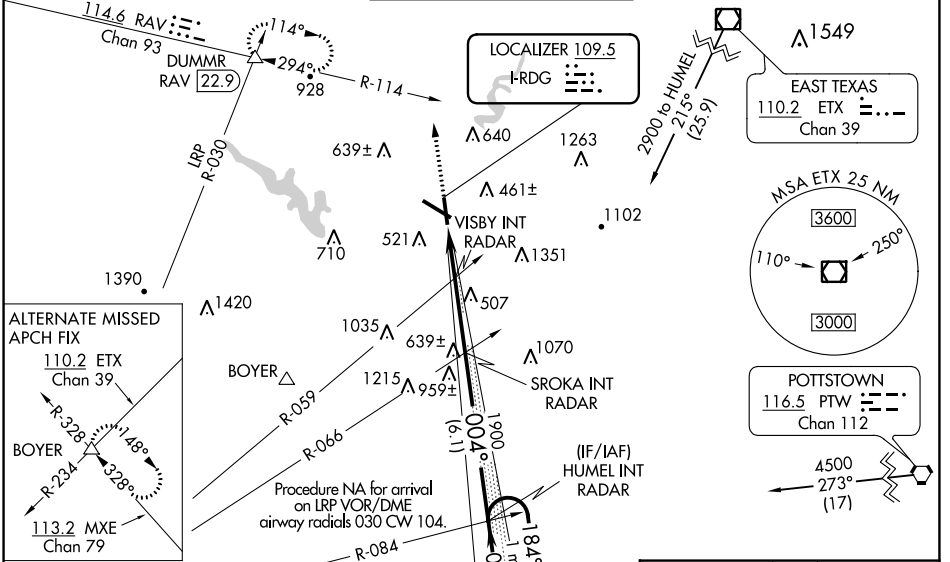 114.6 RAV
Chan 93
114°
294°
DUMMR
RAV 22.9
928
R-114
LRP
R-030
LOCALIZER 109.5
I-RDG
2900 to HUMEL
215°
(25.9)
1549
EAST TEXAS
110.2 ETX
Chan 39
640
639±
1263
461±
1102
VISBY INT
RADAR
521
710
1351
MSA ETX 25 NM
3600
110°
250°
3000
1390
1420
507
1035
639±
1070
BOYER
1215
959±
SROKA INT
RADAR
R-059
R-066
ALTERNATE MISSED
APCH FIX
110.2 ETX
Chan 39
R-328
BOYER
148°
328°
R-234
113.2 MXE
Chan 79
POTTSTOWN
116.5 PTW
Chan 112
4500
273°
(17)
1900
004°
(6.1)
(IF/IAF)
HUMEL INT
RADAR
Procedure NA for arrival
on LRP VOR/DME
airway radials 030 CW 104.
R-084
184°